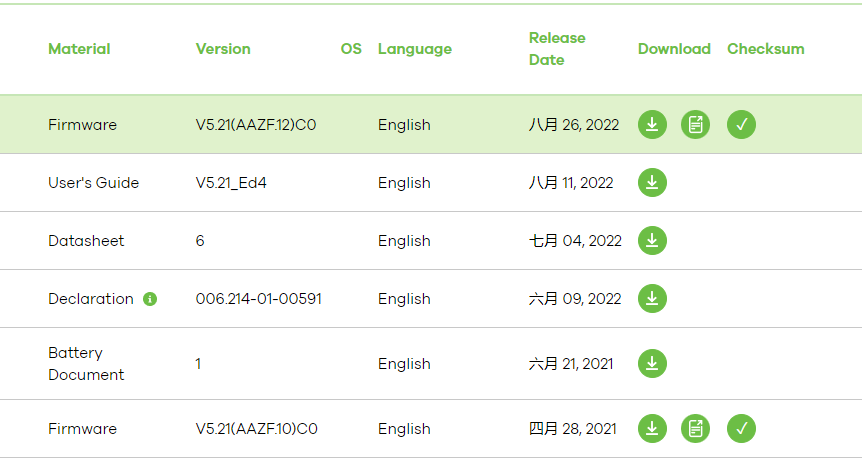 Material Version OS Language Release Date Download Checksum
Firmware V5.21(AAZF.12)C0 English 八月 26, 2022
User's Guide V5.21_Ed4 English 八月 11, 2022
Datasheet 6 English 七月 04, 2022
Declaration i 006.214-01-00591 English 六月 09, 2022
Battery Document 1 English 六月 21, 2021
Firmware V5.21(AAZF.10)C0 English 四月 28, 2021